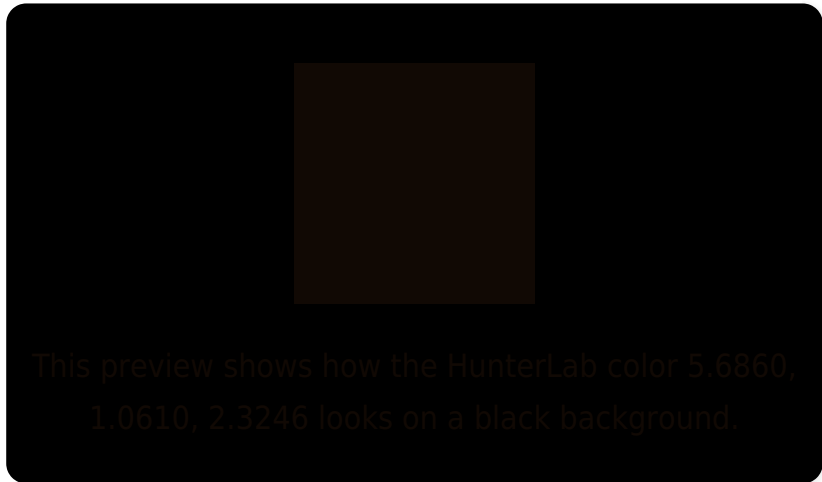 This preview shows how the HunterLab color 5.6860,
1.0610, 2.3246 looks on a black background.